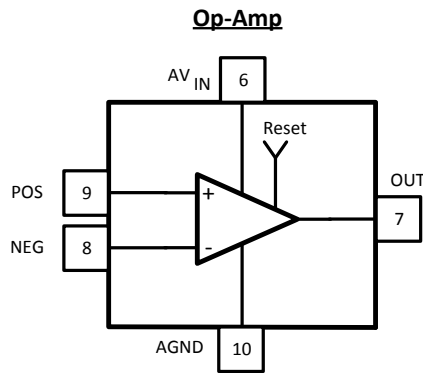 Op-Amp
AV IN 6
Reset
POS 9 + OUT
NEG 8 - 7
AGND 10